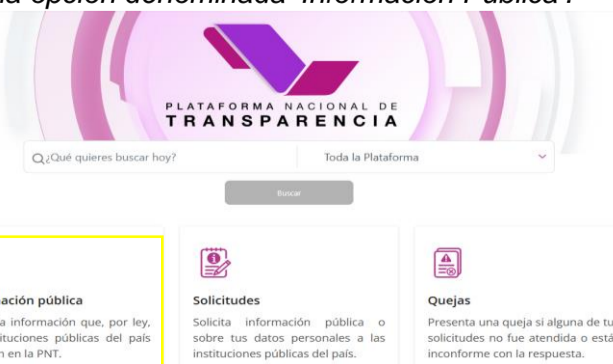 la opción denominada "Información Pública".
PLATAFORMA NACIONAL DE
TRANSPARENCIA
¿Qué quieres buscar hoy?
Toda la Plataforma
Buscar
ación pública
a información que, por ley,
ituciones públicas del país
n en la PNT.
Solicitudes
Solicita información pública o
sobre tus datos personales a las
instituciones públicas del país.
Quejas
Presenta una queja si alguna de tu
solicitudes no fue atendida o está
inconforme con la respuesta.